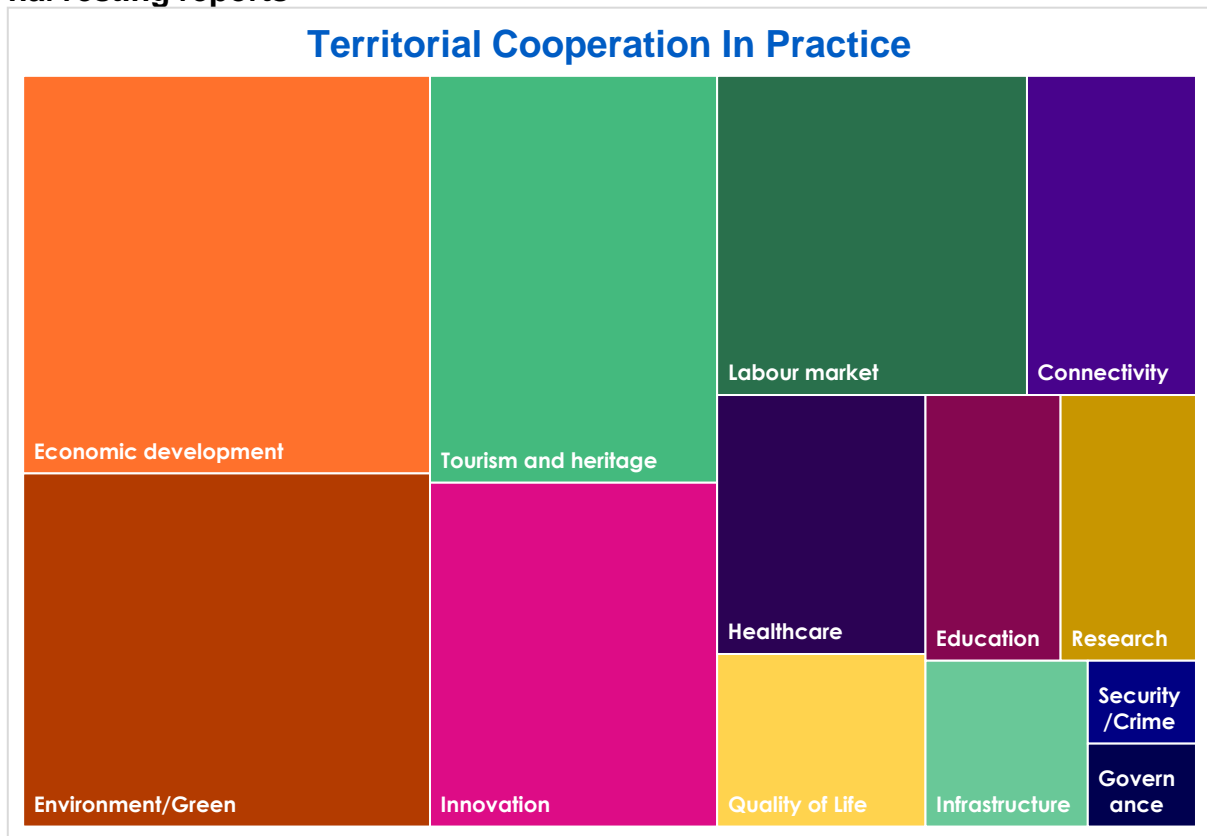 Territorial Cooperation In Practice
Economic development
Tourism and heritage
Labour market
Connectivity
Environment/Green
Innovation
Healthcare
Education
Research
Quality of Life
Infrastructure
Security
/Crime
Govern
ance